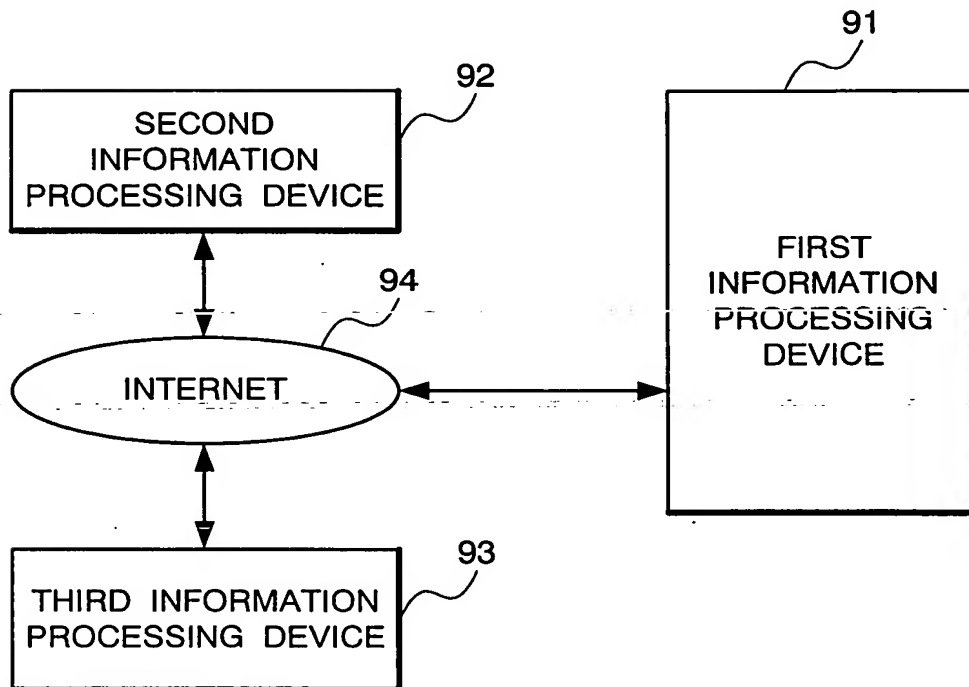 91
92
SECOND
INFORMATION
PROCESSING DEVICE
FIRST
INFORMATION
PROCESSING
DEVICE
94
INTERNET
93
THIRD INFORMATION
PROCESSING DEVICE